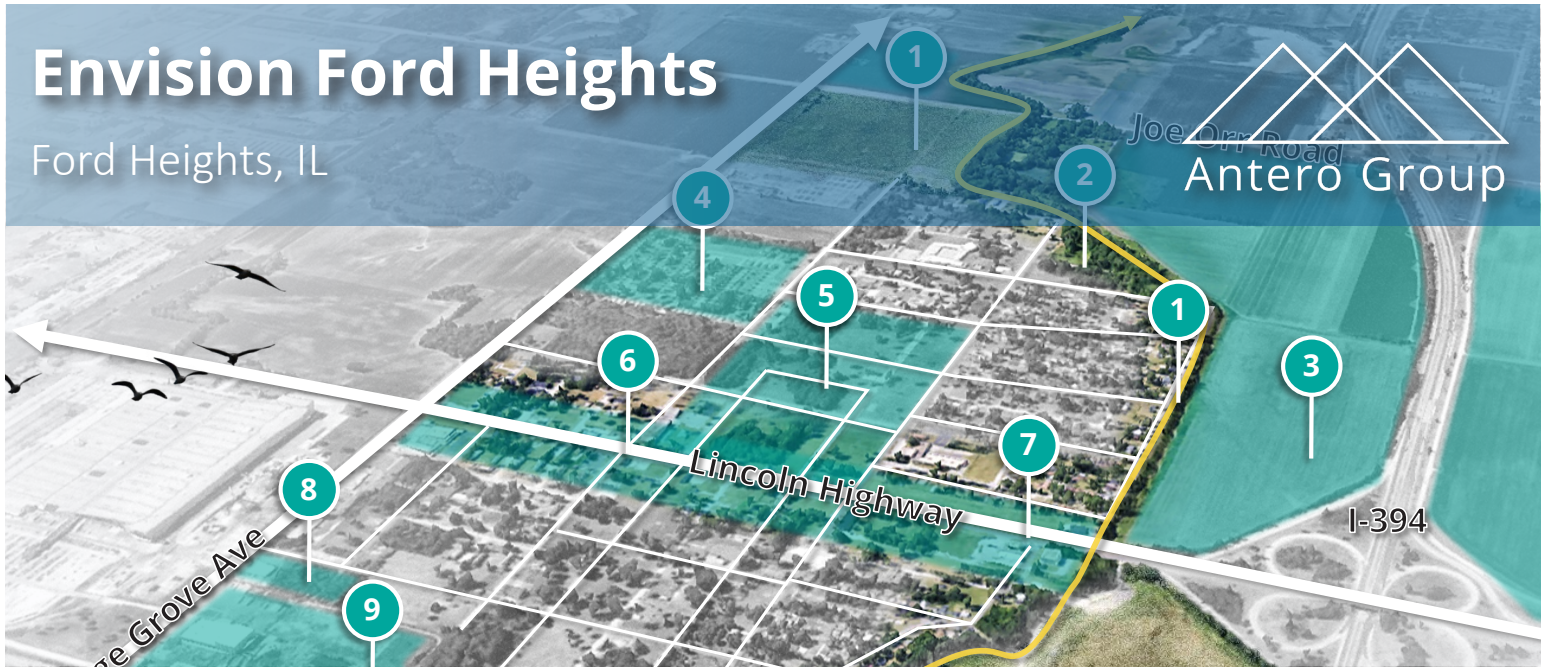 Envision Ford Heights
Ford Heights, IL
1
Joe Orr Road
Antero Group
2
4
5
1
6
3
7
Lincoln Highway
8
I-394
ge Grove Ave
9